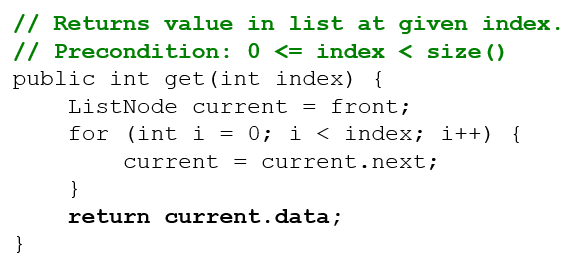 // Returns value in list at given index.
// Precondition: 0 <= index < size()
public int get(int index) {
    ListNode current = front;
    for (int i = 0; i < index; i++) {
        current = current.next;
    }
    return current.data;
}